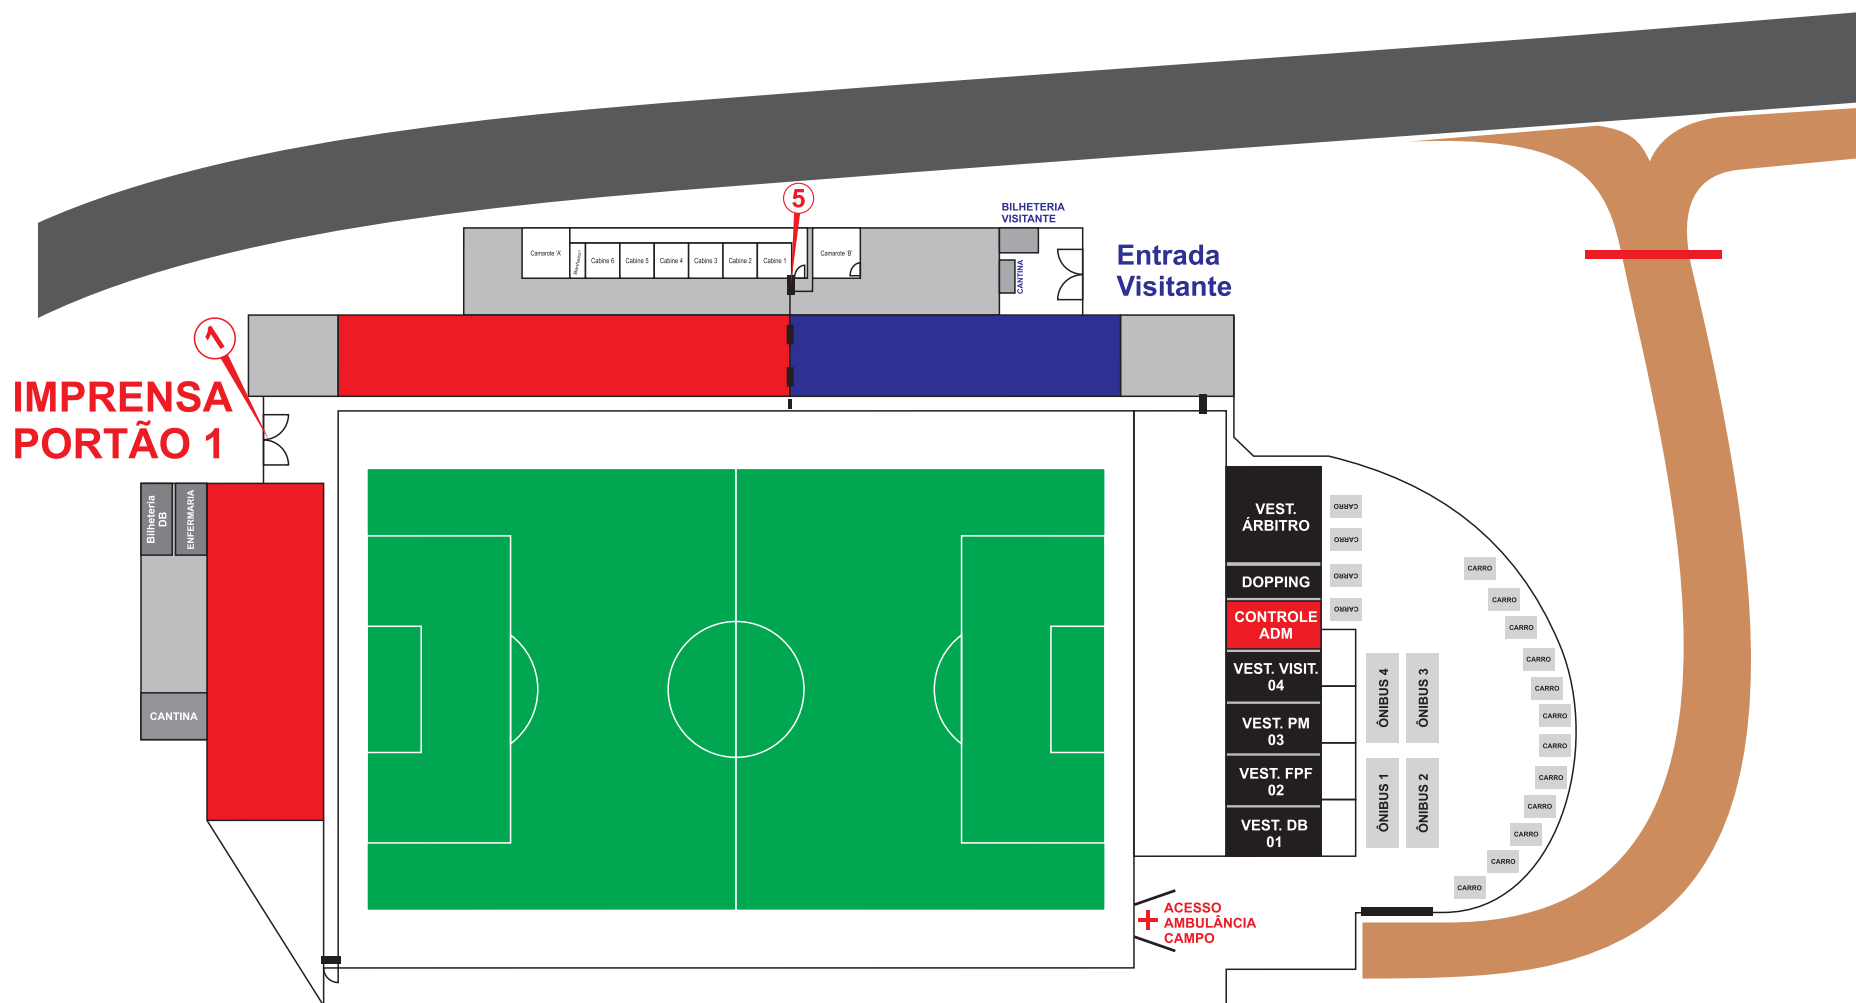 5
BILHETERIA
VISITANTE
Camarote 'A'
Banheiro
Cabine 6
Cabine 5
Cabine 4
Cabine 3
Cabine 2
Cabine 1
Camarote 'B'
CANTINA
Entrada
Visitante
1
IMPRENSA
PORTÃO 1
Bilheteria
DB
ENFERMARIA
CANTINA
VEST.
ÁRBITRO
DOPPING
CONTROLE
ADM
VEST. VISIT.
04
VEST. PM
03
VEST. FPF
02
VEST. DB
01
CARRO
CARRO
CARRO
CARRO
ÔNIBUS 4
ÔNIBUS 3
ÔNIBUS 1
ÔNIBUS 2
CARRO
CARRO
CARRO
CARRO
CARRO
CARRO
CARRO
CARRO
CARRO
CARRO
CARRO
CARRO
ACESSO
AMBULÂNCIA
CAMPO